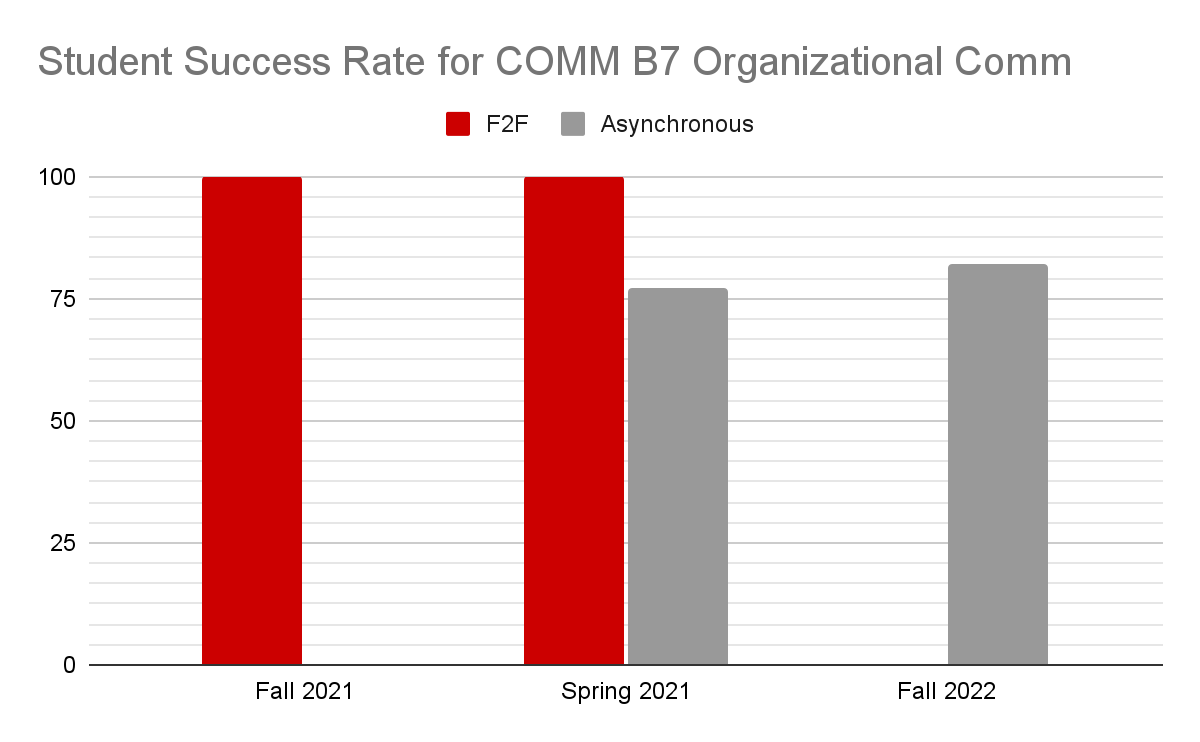 Student Success Rate for COMM B7 Organizational Comm
F2F Asynchronous
100
75
50
25
0
Fall 2021 Spring 2021 Fall 2022